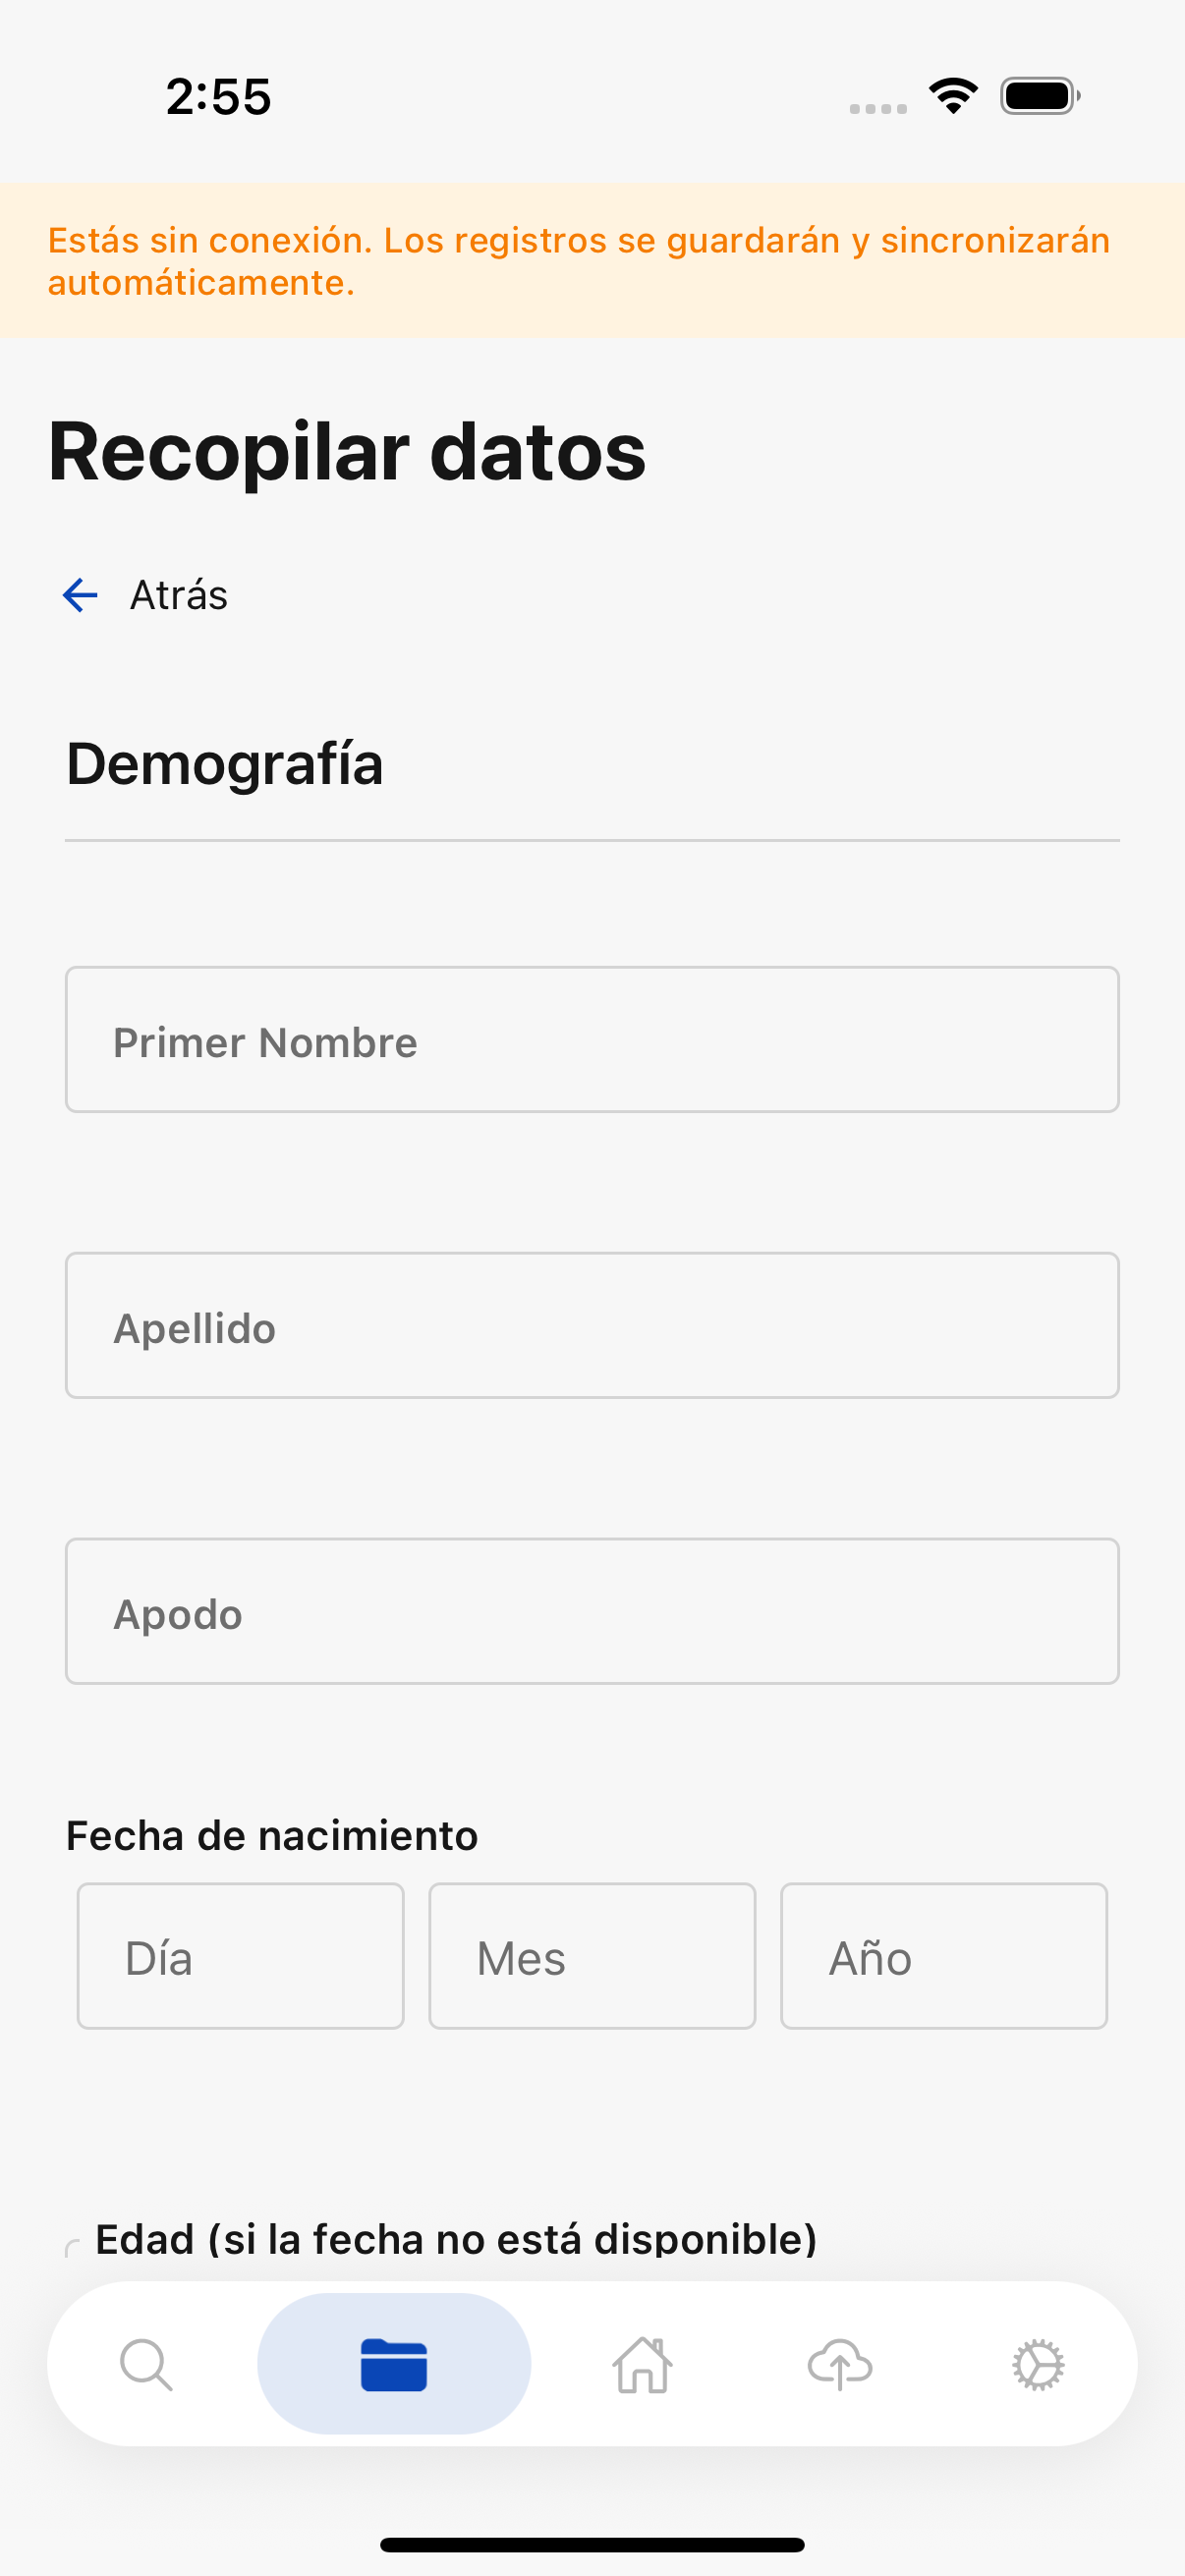 2:55
Estás sin conexión. Los registros se guardarán y sincronizarán
automáticamente.
Recopilar datos
Atrás
Demografía
Primer Nombre
Apellido
Apodo
Fecha de nacimiento
Día
Mes
Año
Edad (si la fecha no está disponible)